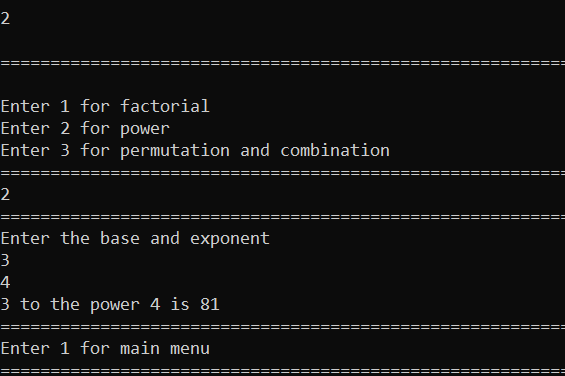 2
=========================================================
Enter 1 for factorial
Enter 2 for power
Enter 3 for permutation and combination
=========================================================
2
=========================================================
Enter the base and exponent
3
4
3 to the power 4 is 81
=========================================================
Enter 1 for main menu
=========================================================